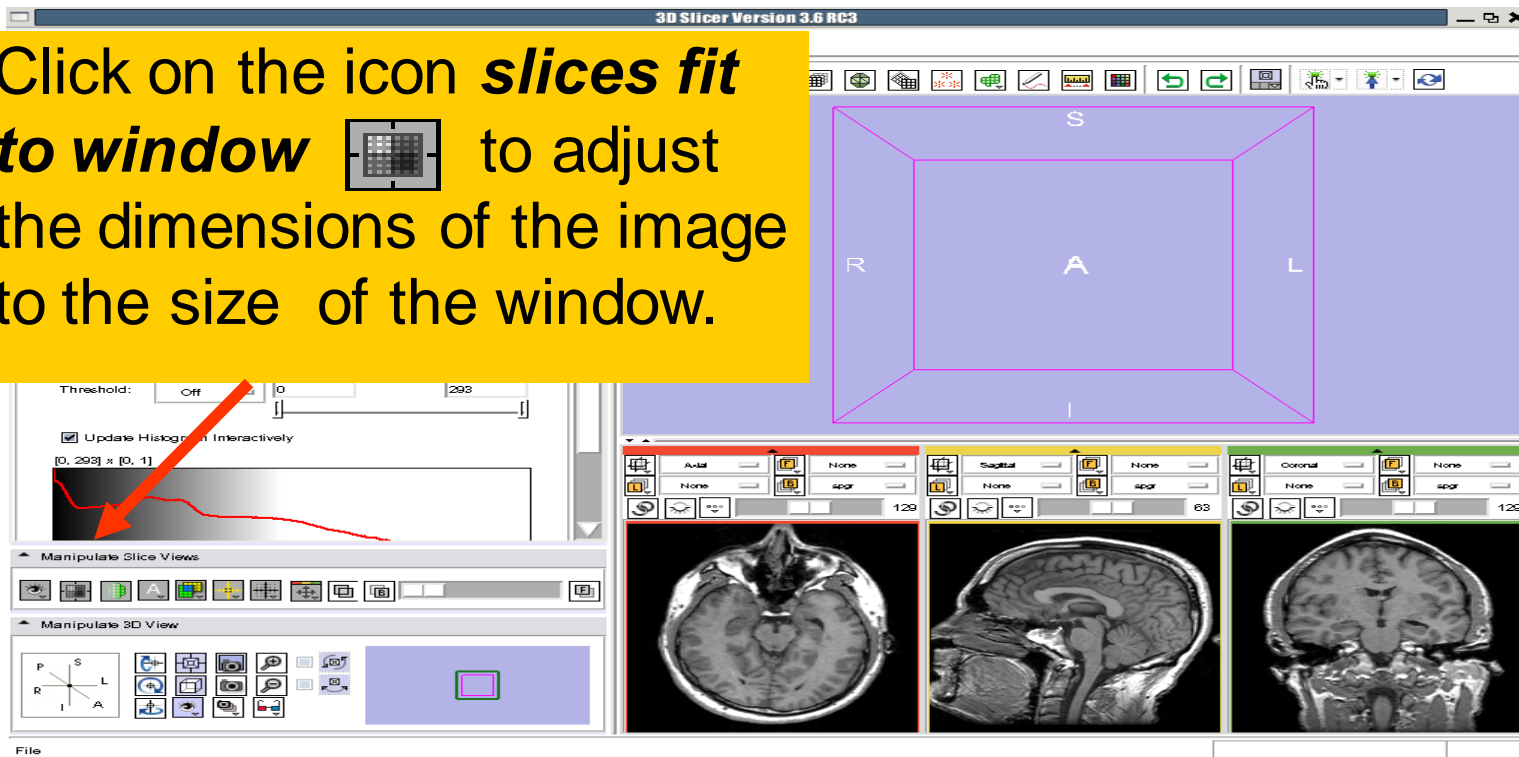 3D Slicer Version 3.6 RC3
Click on the icon slices fit
to window to adjust
the dimensions of the image
to the size of the window.
S
R A L
I
Threshold: Off 0 293
Update Histogram Interactively
[0, 293] x [0, 1]
Manipulate Slice Views
A B F
Manipulate 3D View
P S
R L
I A
Axial F None
L None B spgr
129
Sagittal F None
L None B spgr
63
Coronal F None
L None B spgr
129
File